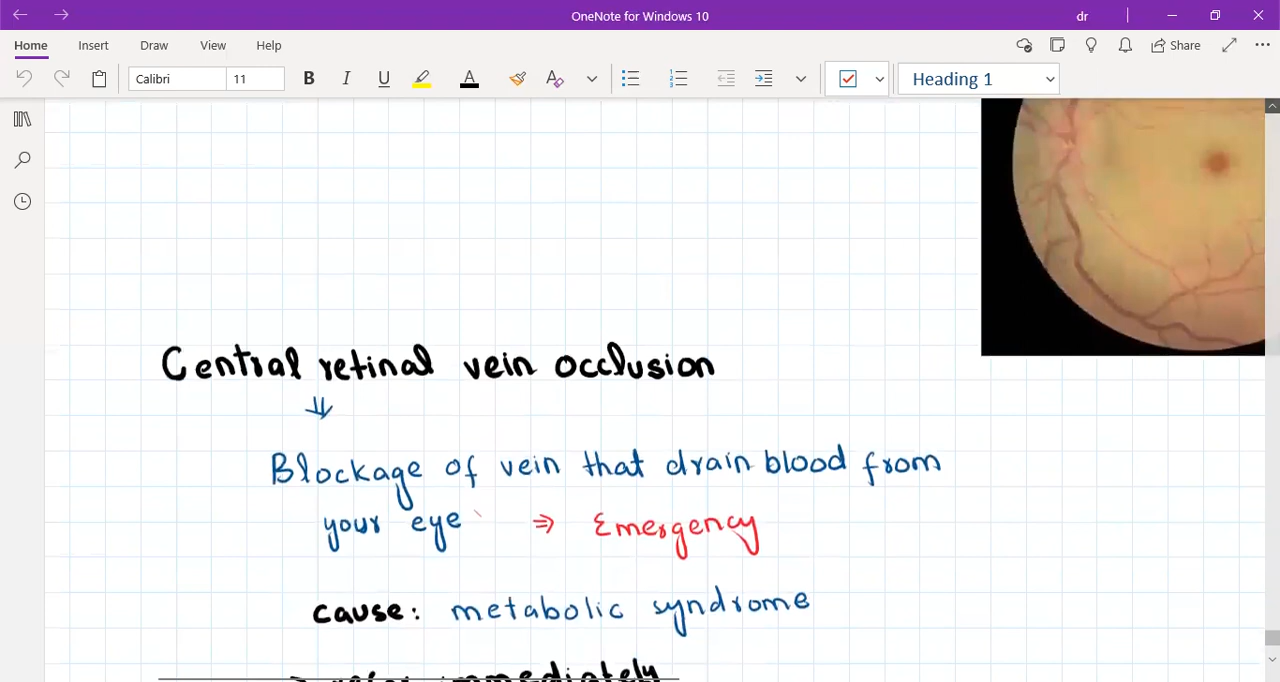 OneNote for Windows 10
dr
Home Insert Draw View Help
Share
Calibri 11 B I U A A Heading 1
Central retinal vein occlusion
Blockage of vein that drain blood from
your eye ⇒ Emergency
cause: metabolic syndrome
immediately